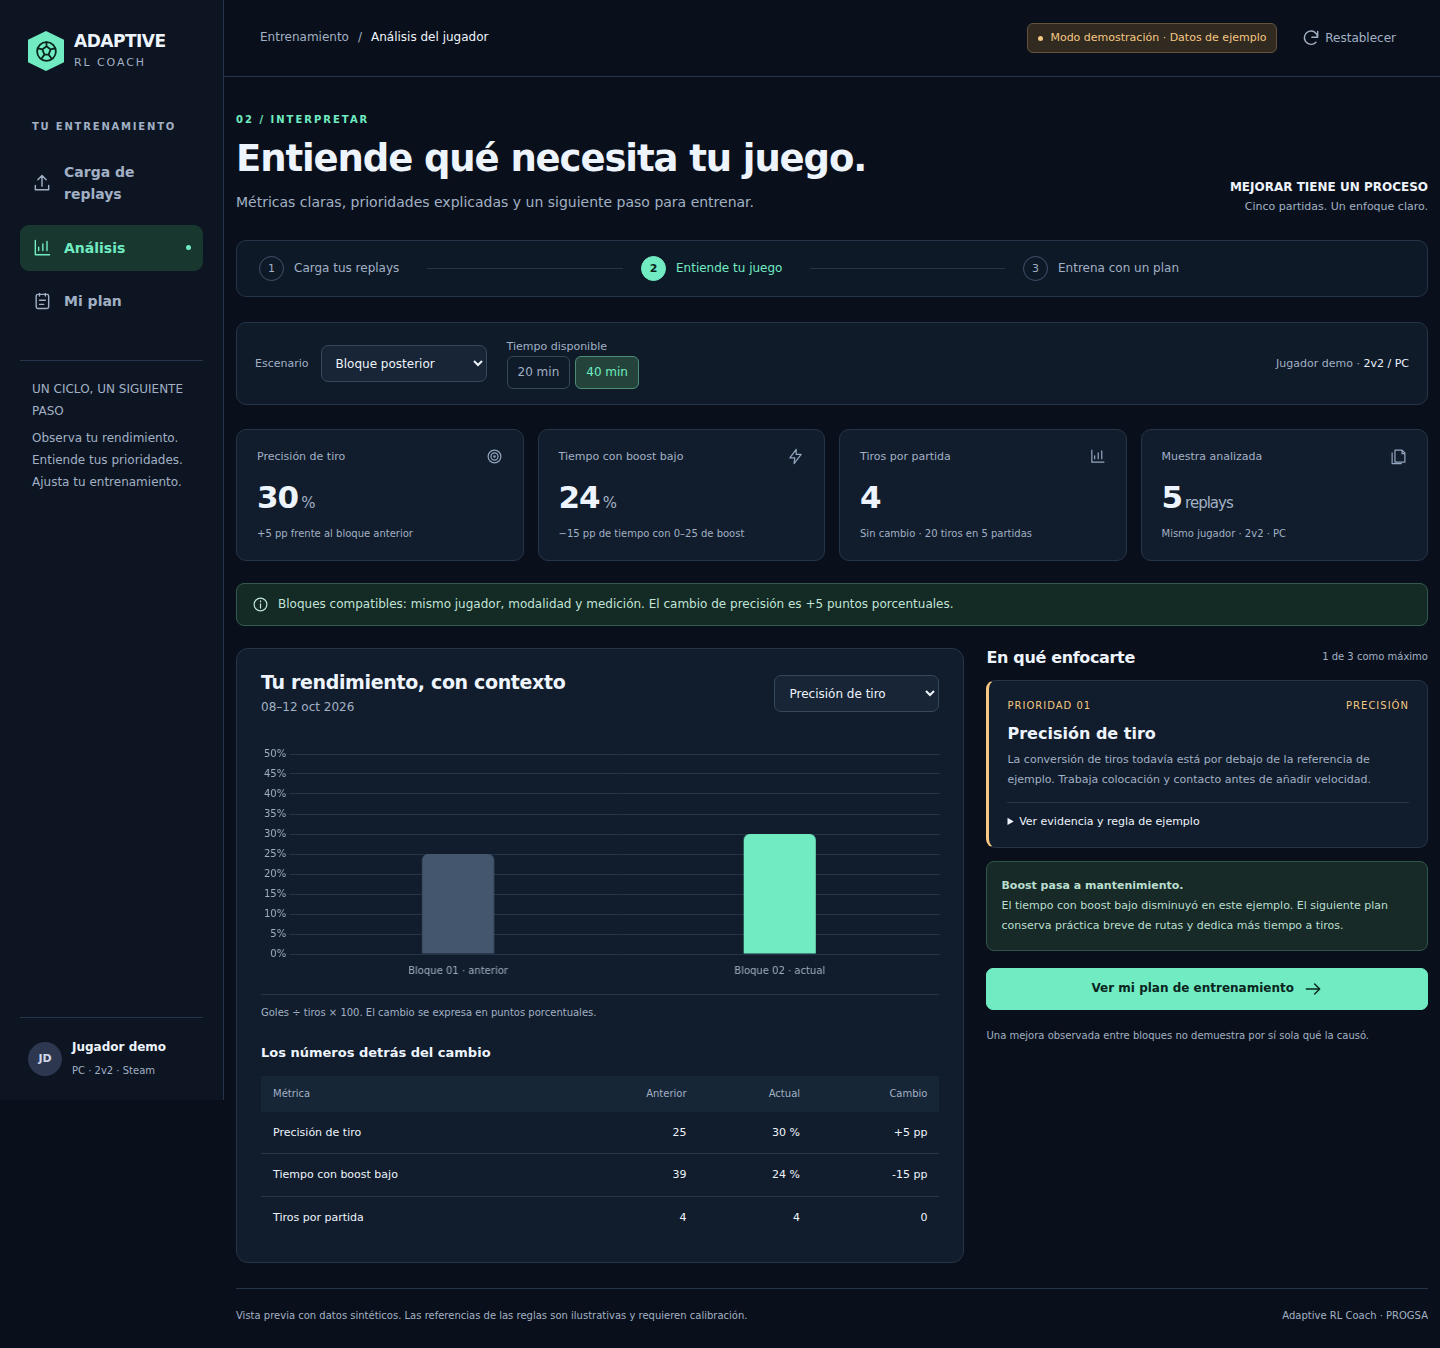 ADAPTIVE
RL COACH
TU ENTRENAMIENTO
Carga de
replays
Análisis
Mi plan
UN CICLO, UN SIGUIENTE
PASO
Observa tu rendimiento.
Entiende tus prioridades.
Ajusta tu entrenamiento.
JD
Jugador demo
PC · 2v2 · Steam
Entrenamiento / Análisis del jugador
Modo demostración · Datos de ejemplo
Restablecer
02 / INTERPRETAR
Entiende qué necesita tu juego.
Métricas claras, prioridades explicadas y un siguiente paso para entrenar.
MEJORAR TIENE UN PROCESO
Cinco partidas. Un enfoque claro.
1 Carga tus replays
2 Entiende tu juego
3 Entrena con un plan
Escenario
Bloque posterior
Tiempo disponible
20 min
40 min
Jugador demo · 2v2 / PC
Precisión de tiro
30 %
+5 pp frente al bloque anterior
Tiempo con boost bajo
24 %
−15 pp de tiempo con 0–25 de boost
Tiros por partida
4
Sin cambio · 20 tiros en 5 partidas
Muestra analizada
5 replays
Mismo jugador · 2v2 · PC
Bloques compatibles: mismo jugador, modalidad y medición. El cambio de precisión es +5 puntos porcentuales.
Tu rendimiento, con contexto
08–12 oct 2026
Precisión de tiro
50%
45%
40%
35%
30%
25%
20%
15%
10%
5%
0%
Bloque 01 · anterior
Bloque 02 · actual
Goles ÷ tiros × 100. El cambio se expresa en puntos porcentuales.
Los números detrás del cambio
Métrica Anterior Actual Cambio
Precisión de tiro 25 30 % +5 pp
Tiempo con boost bajo 39 24 % -15 pp
Tiros por partida 4 4 0
En qué enfocarte
1 de 3 como máximo
PRIORIDAD 01
PRECISIÓN
Precisión de tiro
La conversión de tiros todavía está por debajo de la referencia de
ejemplo. Trabaja colocación y contacto antes de añadir velocidad.
Ver evidencia y regla de ejemplo
Boost pasa a mantenimiento.
El tiempo con boost bajo disminuyó en este ejemplo. El siguiente plan
conserva práctica breve de rutas y dedica más tiempo a tiros.
Ver mi plan de entrenamiento
Una mejora observada entre bloques no demuestra por sí sola qué la causó.
Vista previa con datos sintéticos. Las referencias de las reglas son ilustrativas y requieren calibración.
Adaptive RL Coach · PROGSA